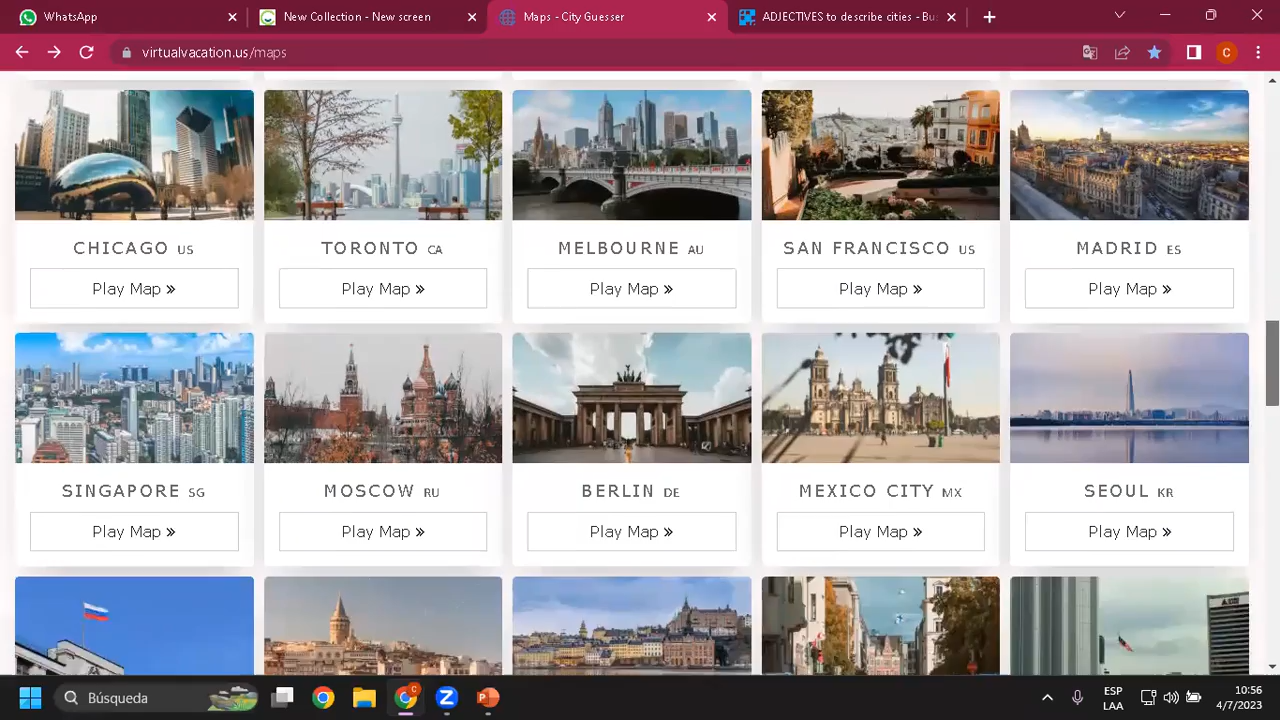 WhatsApp
New Collection - New screen
Maps - City Guesser
ADJECTIVES to describe cities - Bu
virtualvacation.us/maps
C
CHICAGO US
TORONTO CA
MELBOURNE AU
SAN FRANCISCO US
MADRID ES
Play Map »
Play Map »
Play Map »
Play Map »
Play Map »
SINGAPORE SG
MOSCOW RU
BERLIN DE
MEXICO CITY MX
SEOUL KR
Play Map »
Play Map »
Play Map »
Play Map »
Play Map »
Búsqueda
C
Z
P
ESP
LAA
10:56
4/7/2023